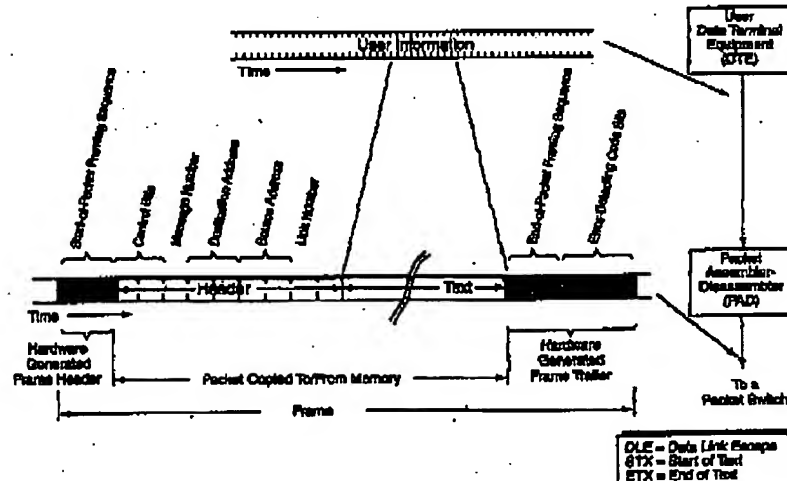 User Information
Time
User
Data Terminal
Equipment
(DTE)
Start-of-Packet Framing Sequence
Control Bits
Message Number
Destination Address
Source Address
Link Number
End-of-Packet Framing Sequence
Error-Detecting Code Bits
Packet
Assembler-
Disassembler
(PAD)
Header
Text
Time
Hardware
Generated
Frame Header
Packet Copied To/From Memory
Hardware
Generated
Frame Trailer
To a
Packet Switch
Frame
DLE = Data Link Escape
STX = Start of Text
ETX = End of Text